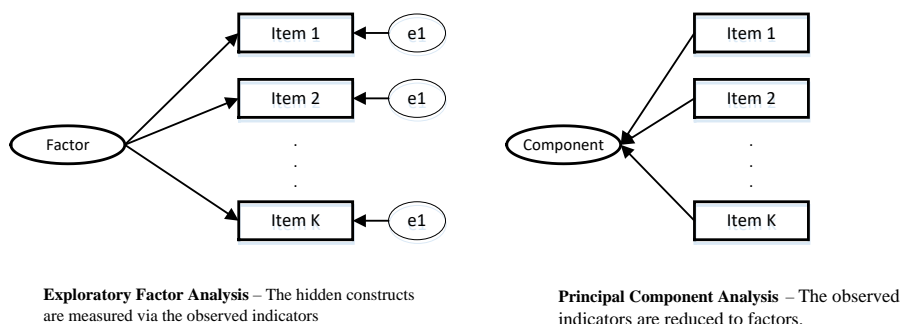 Item 1
e1
Item 2
e1
Factor
.
.
.
Item K
e1
Exploratory Factor Analysis – The hidden constructs
are measured via the observed indicators
Item 1
Item 2
Component
.
.
.
Item K
Principal Component Analysis – The observed
indicators are reduced to factors.